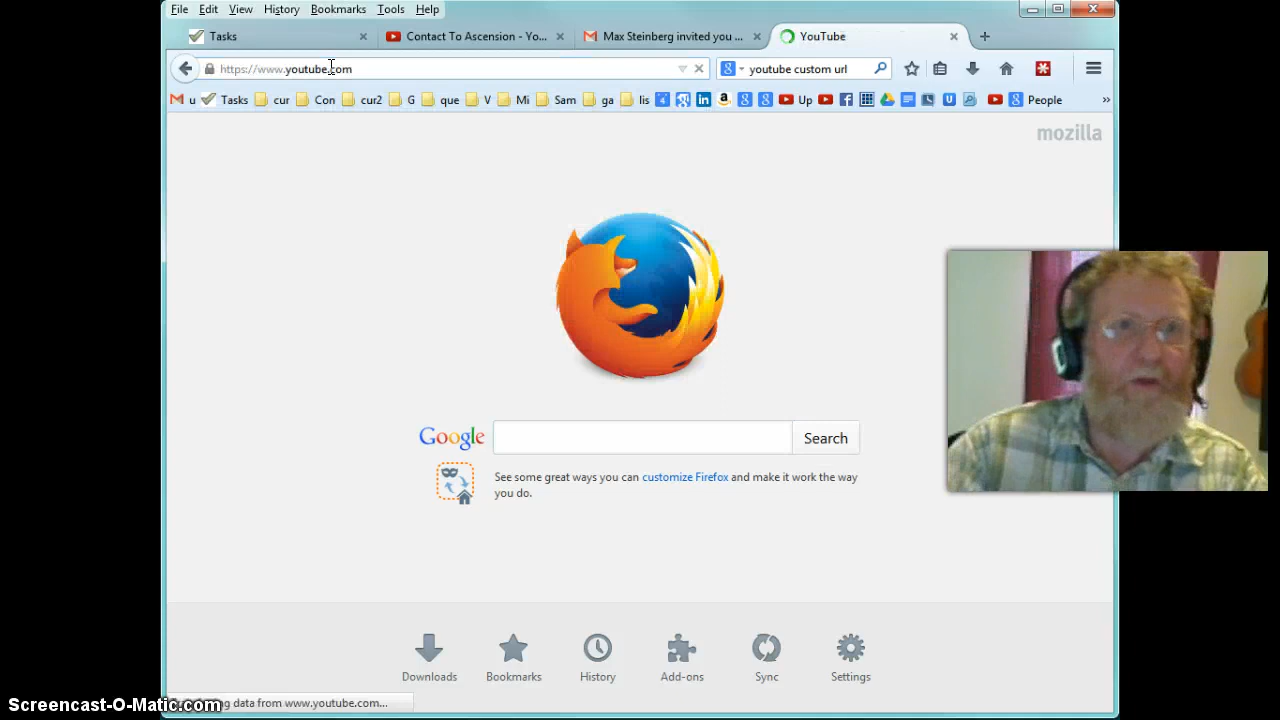 File Edit View History Bookmarks Tools Help
Tasks Contact To Ascension - Yo... Max Steinberg invited you ... YouTube
https://www.youtube.com youtube custom url
u Tasks cur Con cur2 G que V Mi Sam ga lis Up People
mozilla
Google Search
See some great ways you can customize Firefox and make it work the way
you do.
Downloads Bookmarks History Add-ons Sync Settings
data from www.youtube.com...
Screencast-O-Matic.com